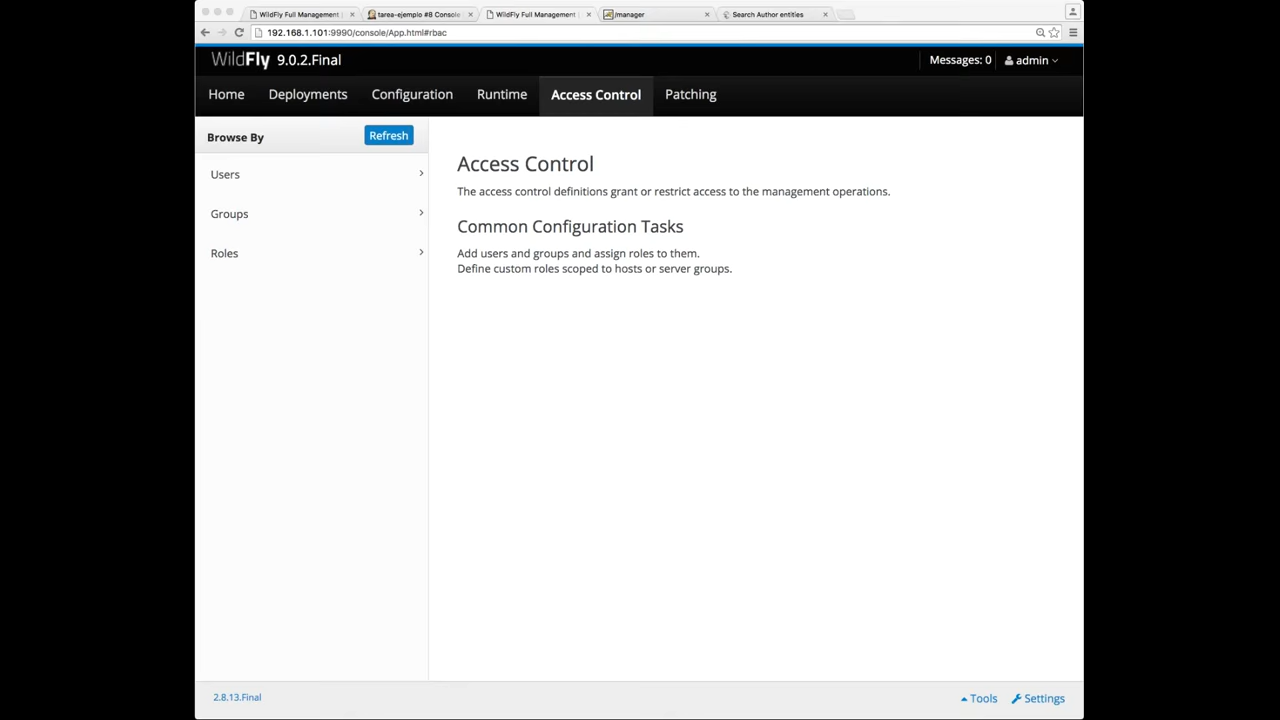 WildFly Full Management
tarea-ejemplo #8 Console
WildFly Full Management
/manager
Search Author entities
192.168.1.101:9990/console/App.html#rbac
WildFly 9.0.2.Final
Messages: 0
admin
Home
Deployments
Configuration
Runtime
Access Control
Patching
Browse By
Refresh
Users
Groups
Roles
Access Control
The access control definitions grant or restrict access to the management operations.
Common Configuration Tasks
Add users and groups and assign roles to them.
Define custom roles scoped to hosts or server groups.
2.8.13.Final
Tools
Settings